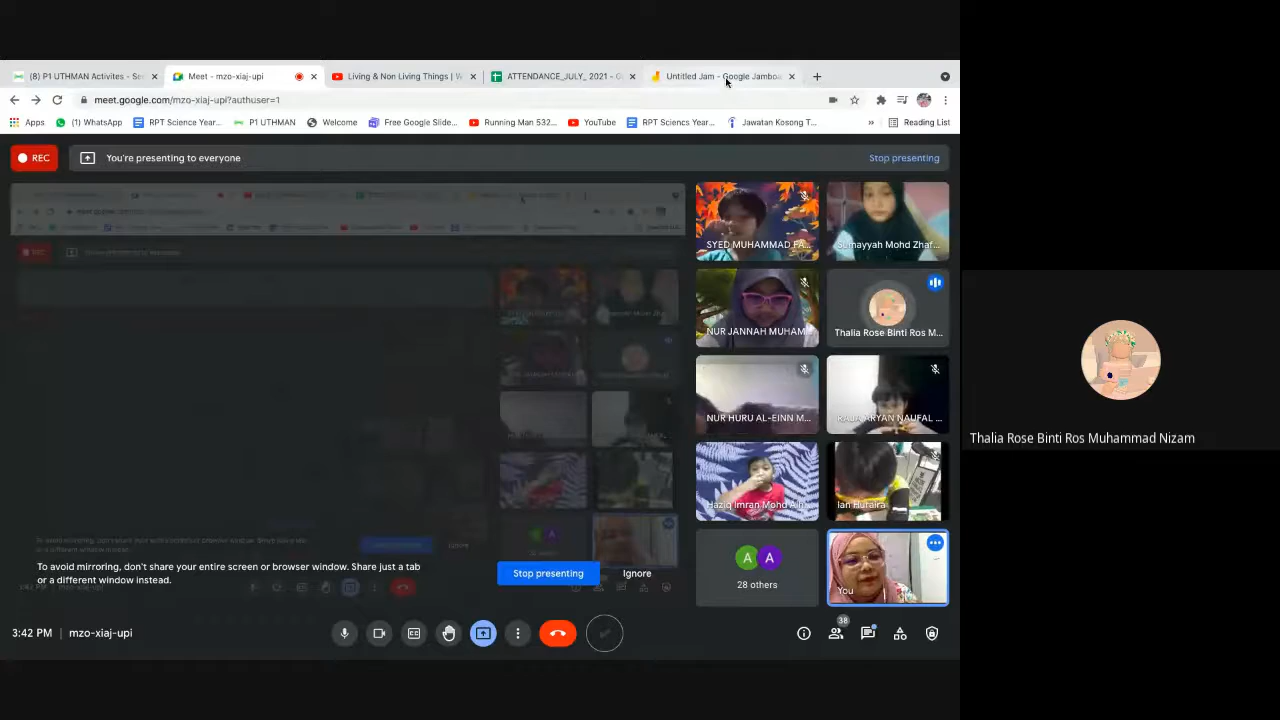 (8) P1 UTHMAN Activites - Se
Meet - mzo-xiaj-upi
Living & Non Living Things | W
ATTENDANCE_JULY_ 2021 - G
Untitled Jam - Google Jamboa
meet.google.com/mzo-xiaj-upi?authuser=1
Apps
(1) WhatsApp
RPT Science Year...
P1 UTHMAN
Welcome
Free Google Slide...
Running Man 532...
YouTube
RPT Sciencs Year...
Jawatan Kosong T...
»
Reading List
REC
You're presenting to everyone
Stop presenting
SYED MUHAMMAD FA...
Sumayyah Mohd Zhaf...
NUR JANNAH MUHAM...
Thalia Rose Binti Ros M...
NUR HURU AL-EINN M...
RAJA ARYAN NAUFAL ...
Haziq Imran Mohd
Ian Huraira
A A
28 others
You
To avoid mirroring, don't share your entire screen or browser window. Share just a tab
or a different window instead.
Stop presenting
Ignore
3:42 PM | mzo-xiaj-upi
38
Thalia Rose Binti Ros Muhammad Nizam